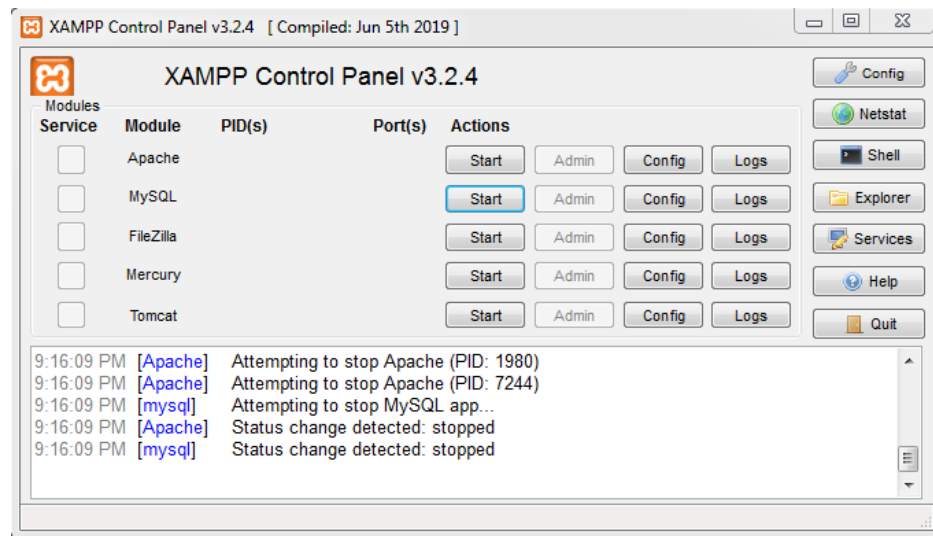 XAMPP Control Panel v3.2.4 [ Compiled: Jun 5th 2019 ]
XAMPP Control Panel v3.2.4
Config
Modules
Service Module PID(s) Port(s) Actions
Netstat
Apache Start Admin Config Logs
Shell
MySQL Start Admin Config Logs
Explorer
FileZilla Start Admin Config Logs
Services
Mercury Start Admin Config Logs
Help
Tomcat Start Admin Config Logs
Quit
9:16:09 PM [Apache] Attempting to stop Apache (PID: 1980)
9:16:09 PM [Apache] Attempting to stop Apache (PID: 7244)
9:16:09 PM [mysql] Attempting to stop MySQL app...
9:16:09 PM [Apache] Status change detected: stopped
9:16:09 PM [mysql] Status change detected: stopped